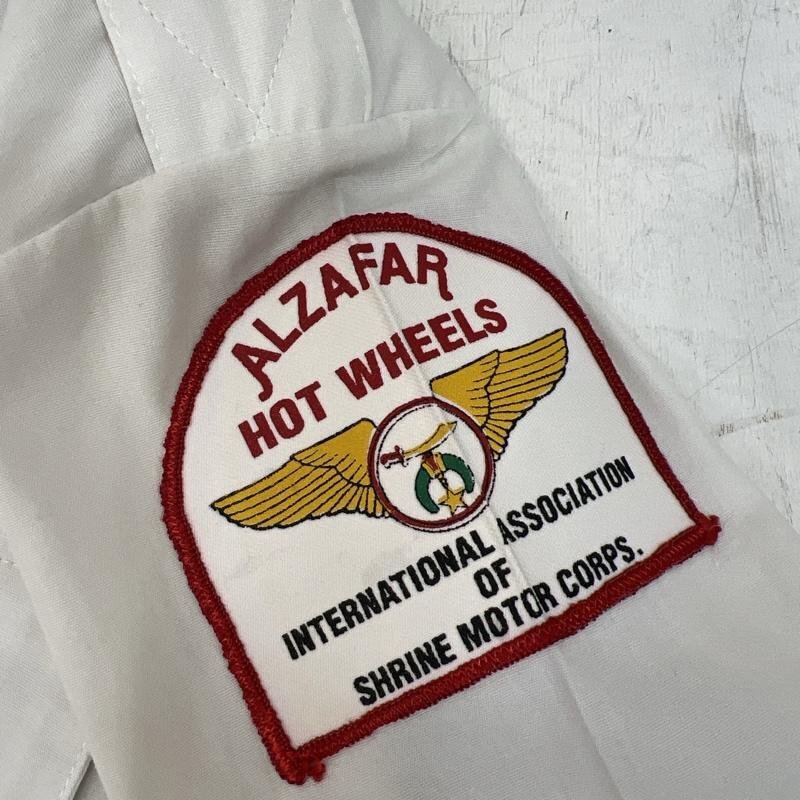 ALZAFAR
HOT WHEELS
INTERNATIONAL ASSOCIATION
OF
SHRINE MOTOR CORPS.